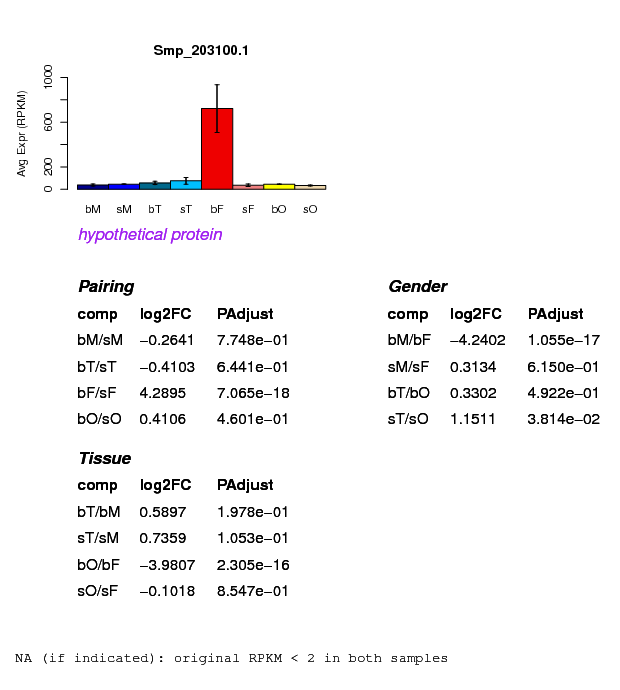 Smp_203100.1
Avg Expr (RPKM)
1000
600
200
0
bM sM bT sT bF sF bO sO
hypothetical protein
Pairing
comp log2FC PAdjust
bM/sM −0.2641 7.748e−01
bT/sT −0.4103 6.441e−01
bF/sF 4.2895 7.065e−18
bO/sO 0.4106 4.601e−01
Gender
comp log2FC PAdjust
bM/bF −4.2402 1.055e−17
sM/sF 0.3134 6.150e−01
bT/bO 0.3302 4.922e−01
sT/sO 1.1511 3.814e−02
Tissue
comp log2FC PAdjust
bT/bM 0.5897 1.978e−01
sT/sM 0.7359 1.053e−01
bO/bF −3.9807 2.305e−16
sO/sF −0.1018 8.547e−01
NA (if indicated): original RPKM < 2 in both samples